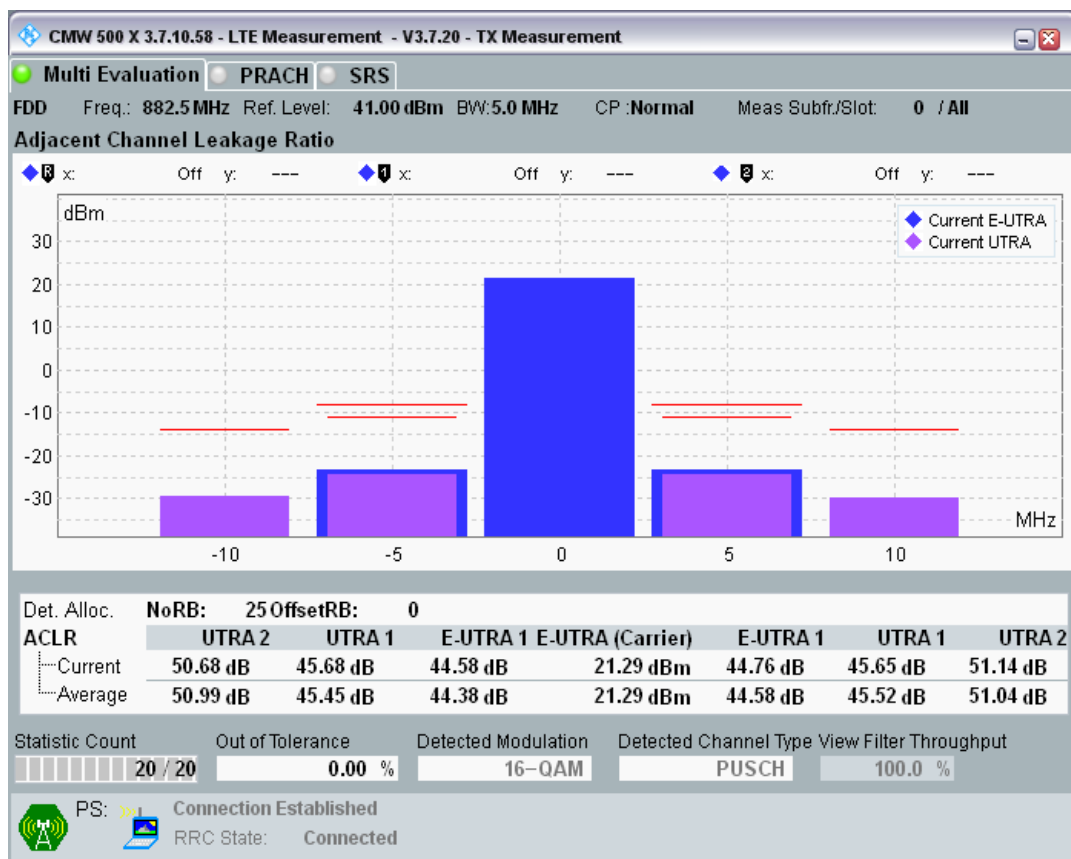 CMW 500 X 3.7.10.58 - LTE Measurement - V3.7.20 - TX Measurement
Multi Evaluation PRACH SRS
FDD Freq.: 882.5 MHz Ref. Level: 41.00 dBm BW:5.0 MHz CP :Normal Meas Subfr./Slot: 0 / All
Adjacent Channel Leakage Ratio
R x: Off y: --- 1 x: Off y: --- 2 x: Off y: ---
dBm
Current E-UTRA
Current UTRA
30
20
10
0
-10
-20
-30
MHz
-10 -5 0 5 10
Det. Alloc. NoRB: 25 OffsetRB: 0
ACLR UTRA 2 UTRA 1 E-UTRA 1 E-UTRA (Carrier) E-UTRA 1 UTRA 1 UTRA 2
Current 50.68 dB 45.68 dB 44.58 dB 21.29 dBm 44.76 dB 45.65 dB 51.14 dB
Average 50.99 dB 45.45 dB 44.38 dB 21.29 dBm 44.58 dB 45.52 dB 51.04 dB
Statistic Count Out of Tolerance Detected Modulation Detected Channel Type View Filter Throughput
20 / 20 0.00 % 16-QAM PUSCH 100.0 %
PS: Connection Established
RRC State: Connected